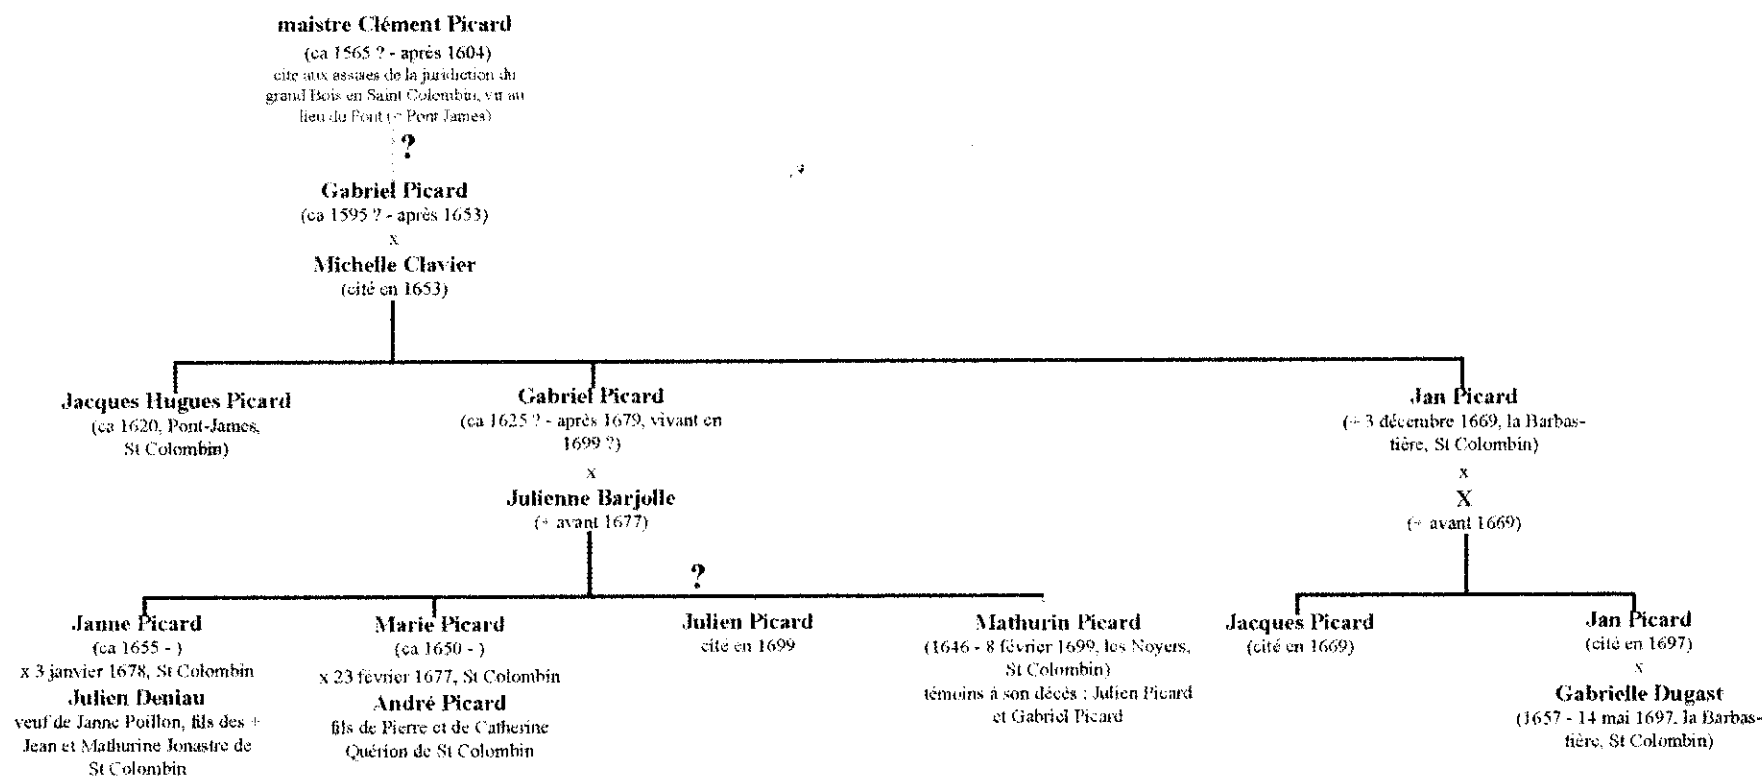 maistre Clément Picard
(ca 1565 ? - après 1604)
cité aux assises de la juridiction du
grand Bois en Saint Colombin, vit au
lieu du Pont (= Pont James)
?
Gabriel Picard
(ca 1595 ? - après 1653)
x
Michelle Clavier
(cité en 1653)
Jacques Hugues Picard
(ca 1620, Pont-James,
St Colombin)
Gabriel Picard
(ca 1625 ? - après 1679, vivant en
1699 ?)
x
Julienne Barjolle
(+ avant 1677)
Jan Picard
(+ 3 décembre 1669, la Barbas-
tière, St Colombin)
x
X
(+ avant 1669)
?
Janne Picard
(ca 1655 - )
x 3 janvier 1678, St Colombin
Julien Deniau
veuf de Janne Poillon, fils des +
Jean et Mathurine Jonastre de
St Colombin
Marie Picard
(ca 1650 - )
x 23 février 1677, St Colombin
André Picard
fils de Pierre et de Catherine
Quérion de St Colombin
Julien Picard
cité en 1699
Mathurin Picard
(1646 - 8 février 1699, les Noyers,
St Colombin)
témoins à son décès : Julien Picard
et Gabriel Picard
Jacques Picard
(cité en 1669)
Jan Picard
(cité en 1697)
x
Gabrielle Dugast
(1657 - 14 mai 1697, la Barbas-
tière, St Colombin)